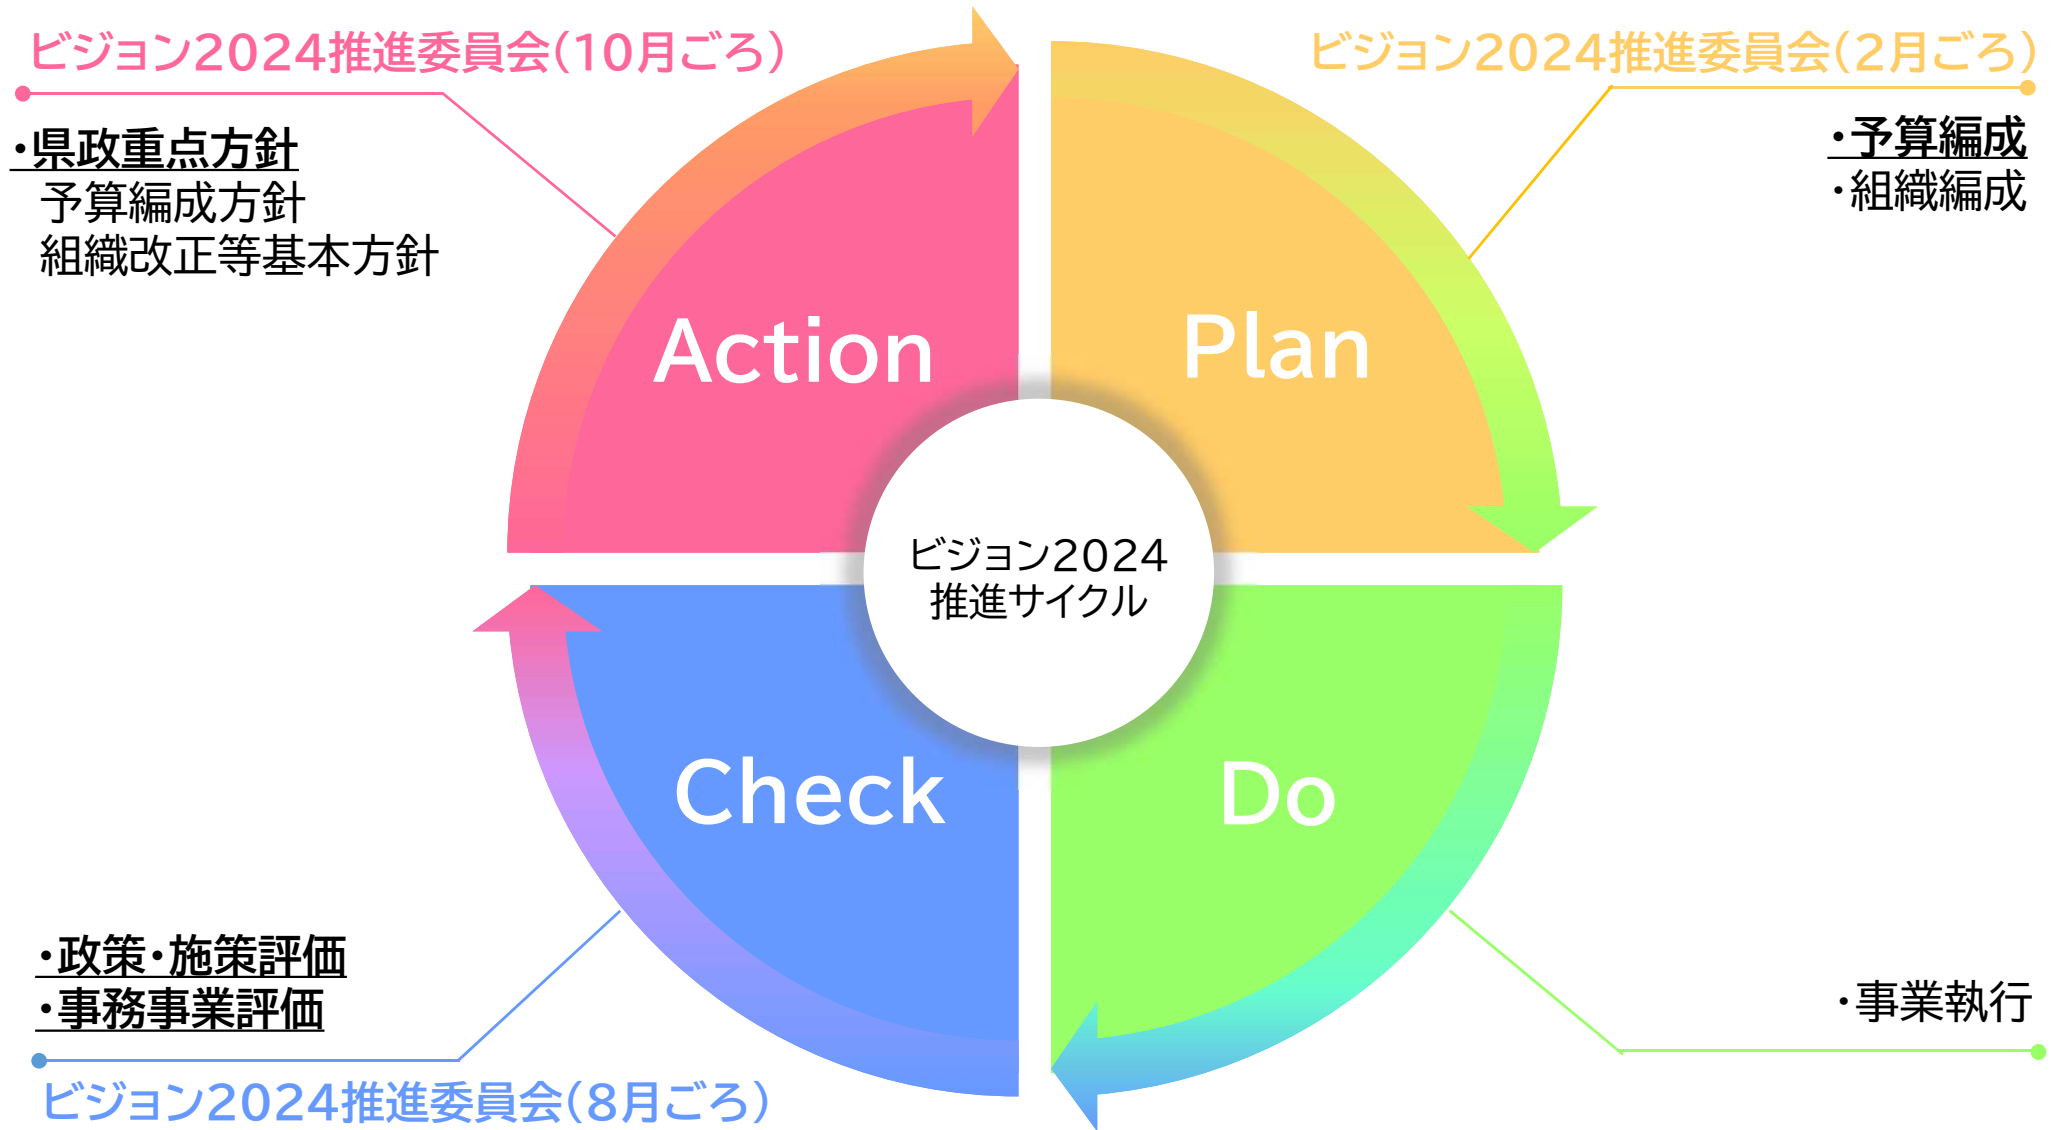 ビジョン2024推進委員会(10月ごろ)
・県政重点方針
予算編成方針
組織改正等基本方針
ビジョン2024推進委員会(2月ごろ)
・予算編成
・組織編成
Action
Plan
ビジョン2024
推進サイクル
Check
Do
・政策・施策評価
・事務事業評価
ビジョン2024推進委員会(8月ごろ)
・事業執行